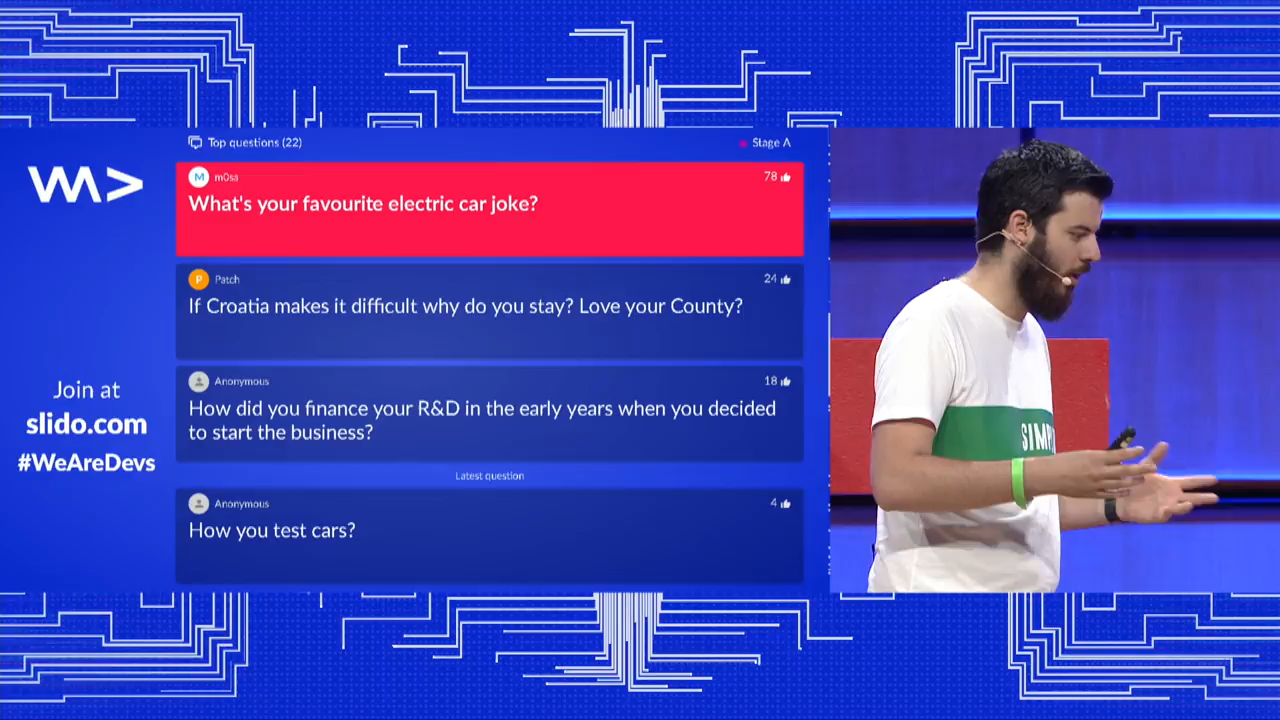 Top questions (22)
Stage A
M
m0sa
78
What's your favourite electric car joke?
P
Patch
24
If Croatia makes it difficult why do you stay? Love your County?
Anonymous
18
How did you finance your R&D in the early years when you decided
to start the business?
Latest question
Anonymous
4
How you test cars?
Join at
slido.com
#WeAreDevs
SIMP